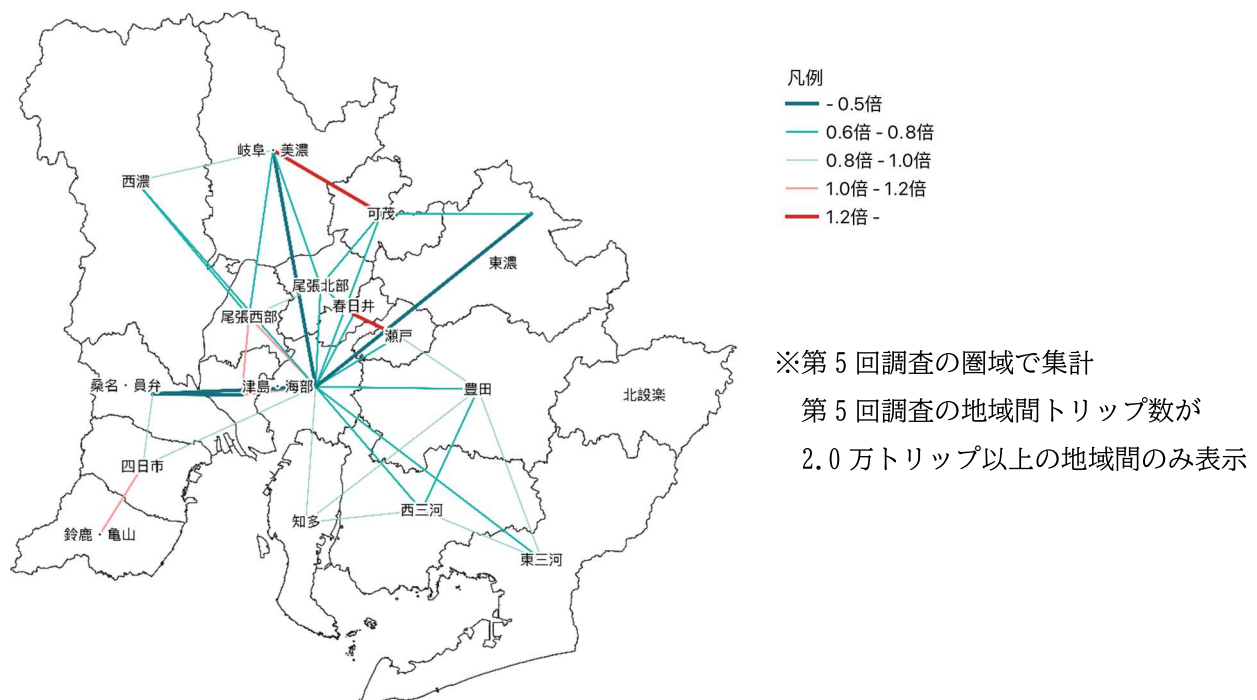 岐阜・美濃
西濃
可茂
東濃
尾張北部
春日井
尾張西部
瀬戸
桑名・員弁
津島・海部
豊田
北設楽
四日市
西三河
知多
鈴鹿・亀山
東三河
凡例
- 0.5倍
0.6倍 - 0.8倍
0.8倍 - 1.0倍
1.0倍 - 1.2倍
1.2倍 -
※第5回調査の圏域で集計
第5回調査の地域間トリップ数が
2.0万トリップ以上の地域間のみ表示